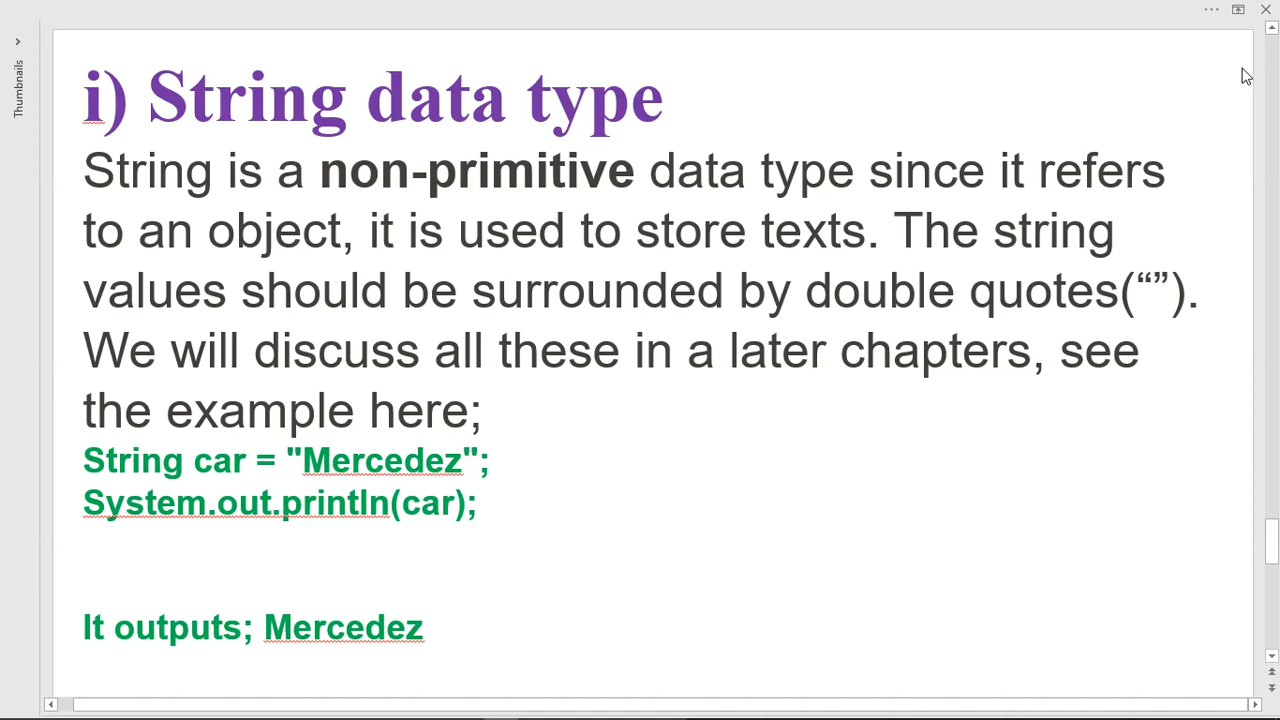 Thumbnails
i) String data type
String is a non-primitive data type since it refers
to an object, it is used to store texts. The string
values should be surrounded by double quotes(“”).
We will discuss all these in a later chapters, see
the example here;
String car = "Mercedez";
System.out.println(car);
It outputs; Mercedez